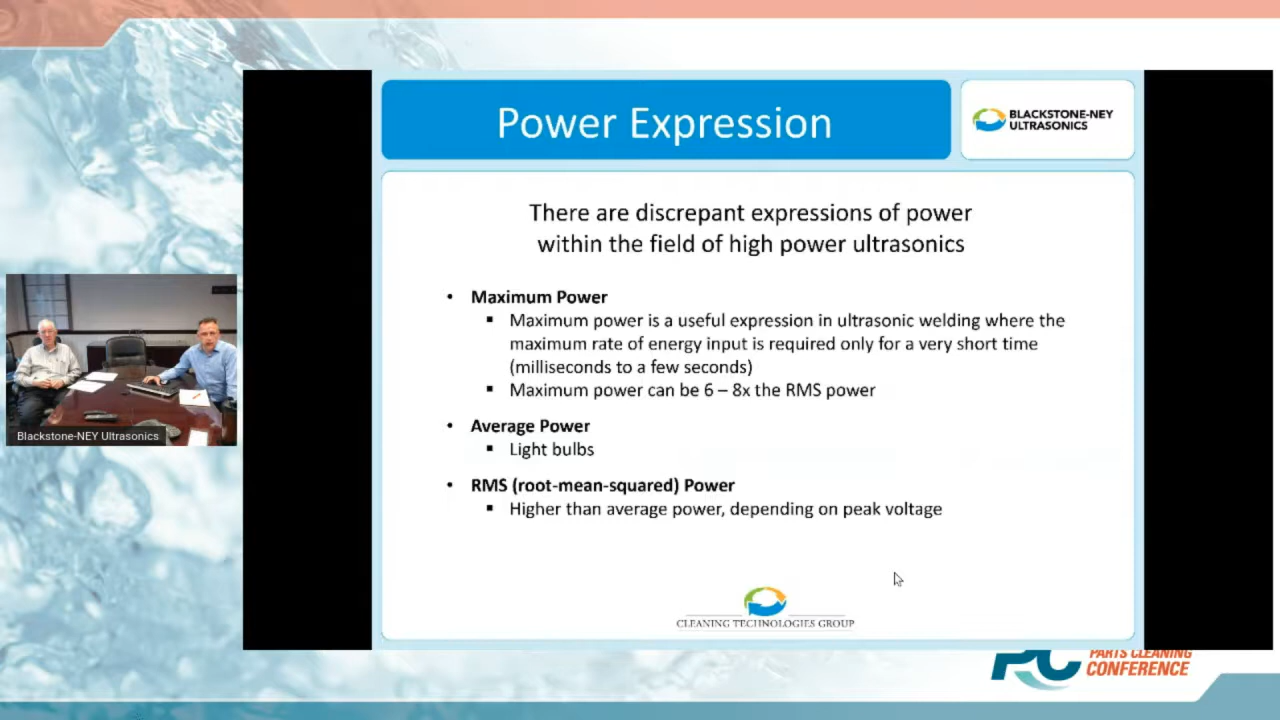 Power Expression
BLACKSTONE-NEY
ULTRASONICS
There are discrepant expressions of power
within the field of high power ultrasonics
• Maximum Power
▪ Maximum power is a useful expression in ultrasonic welding where the
maximum rate of energy input is required only for a very short time
(milliseconds to a few seconds)
▪ Maximum power can be 6 – 8x the RMS power
• Average Power
▪ Light bulbs
• RMS (root-mean-squared) Power
▪ Higher than average power, depending on peak voltage
CLEANING TECHNOLOGIES GROUP
Blackstone-NEY Ultrasonics
PC
PARTS CLEANING
CONFERENCE